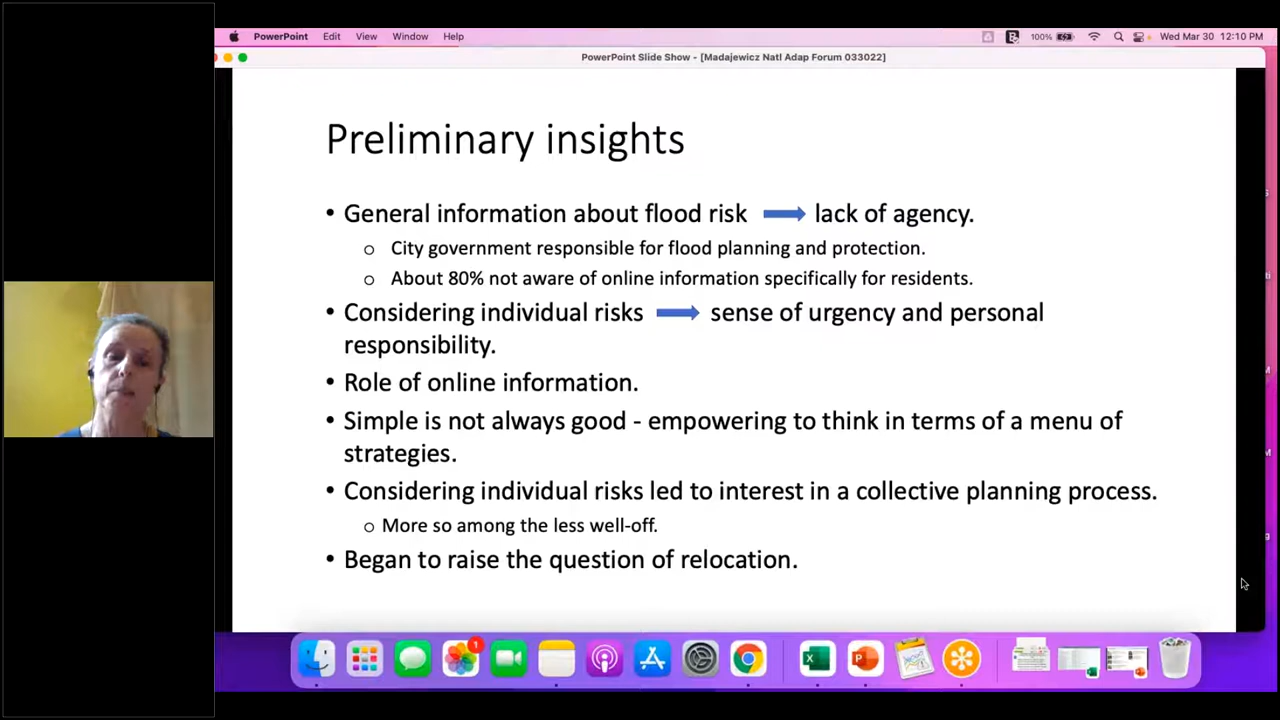 PowerPoint Edit View Window Help 100% Wed Mar 30 12:10 PM
PowerPoint Slide Show - [Madajewicz Natl Adap Forum 033022]
Preliminary insights
• General information about flood risk ➡ lack of agency.
o City government responsible for flood planning and protection.
o About 80% not aware of online information specifically for residents.
• Considering individual risks ➡ sense of urgency and personal
responsibility.
• Role of online information.
• Simple is not always good - empowering to think in terms of a menu of
strategies.
• Considering individual risks led to interest in a collective planning process.
o More so among the less well-off.
• Began to raise the question of relocation.
1